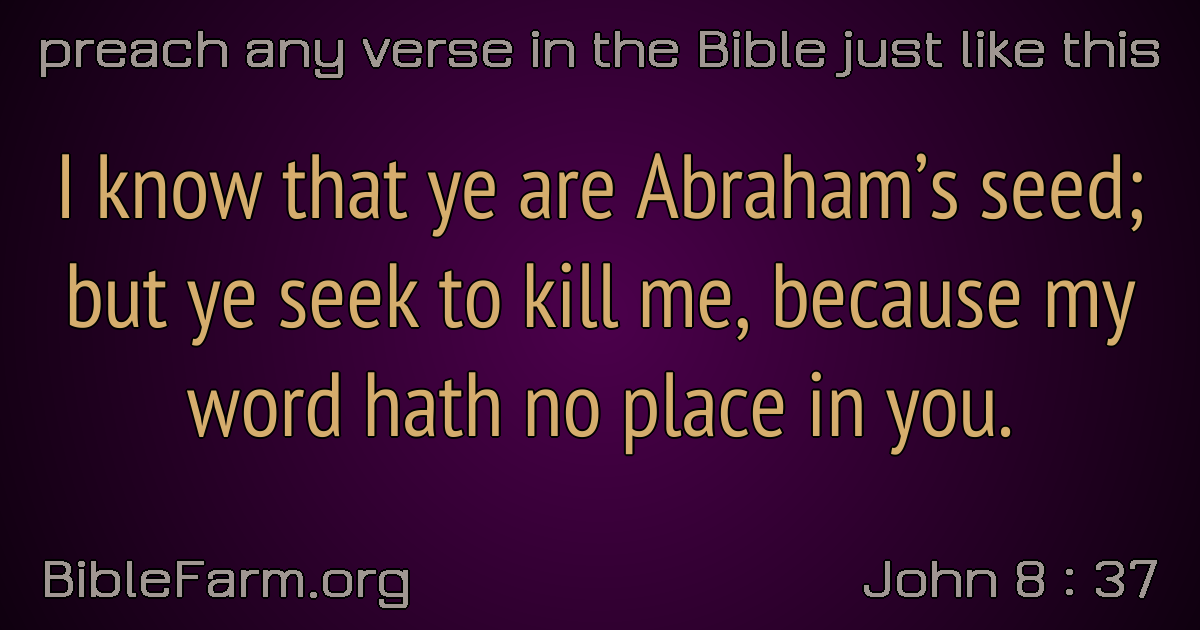 preach any verse in the Bible just like this
I know that ye are Abraham’s seed;
but ye seek to kill me, because my
word hath no place in you.
BibleFarm.org
John 8 : 37